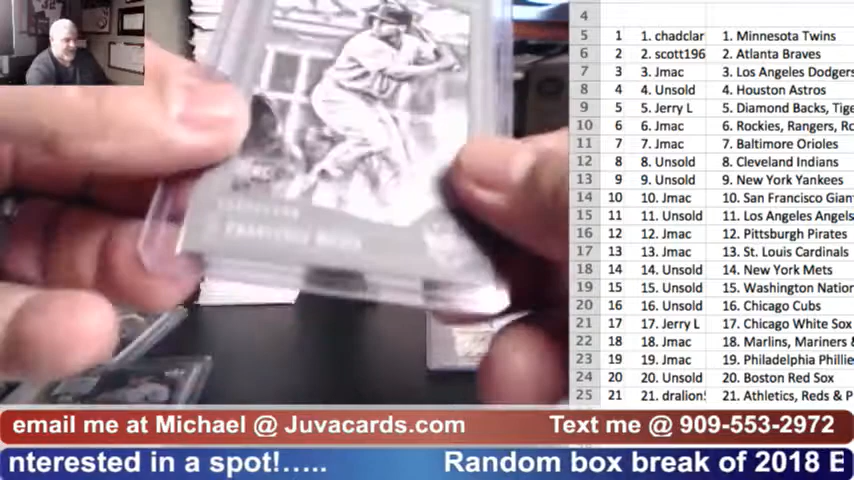 4
5 1 1. chadclar 1. Minnesota Twins
6 2 2. scott196 2. Atlanta Braves
7 3 3. Jmac 3. Los Angeles Dodgers
8 4 4. Unsold 4. Houston Astros
9 5 5. Jerry L 5. Diamond Backs, Tige
10 6 6. Jmac 6. Rockies, Rangers, Ro
11 7 7. Jmac 7. Baltimore Orioles
12 8 8. Unsold 8. Cleveland Indians
13 9 9. Unsold 9. New York Yankees
14 10 10. Jmac 10. San Francisco Gian
15 11 11. Unsold 11. Los Angeles Angels
16 12 12. Jmac 12. Pittsburgh Pirates
17 13 13. Jmac 13. St. Louis Cardinals
18 14 14. Unsold 14. New York Mets
19 15 15. Unsold 15. Washington Nation
20 16 16. Unsold 16. Chicago Cubs
21 17 17. Jerry L 17. Chicago White Sox
22 18 18. Jmac 18. Marlins, Mariners &
23 19 19. Jmac 19. Philadelphia Phillie
24 20 20. Unsold 20. Boston Red Sox
25 21 21. dralion 21. Athletics, Reds & P
email me at Michael @ Juvacards.com Text me @ 909-553-2972
nterested in a spot!..... Random box break of 2018 E